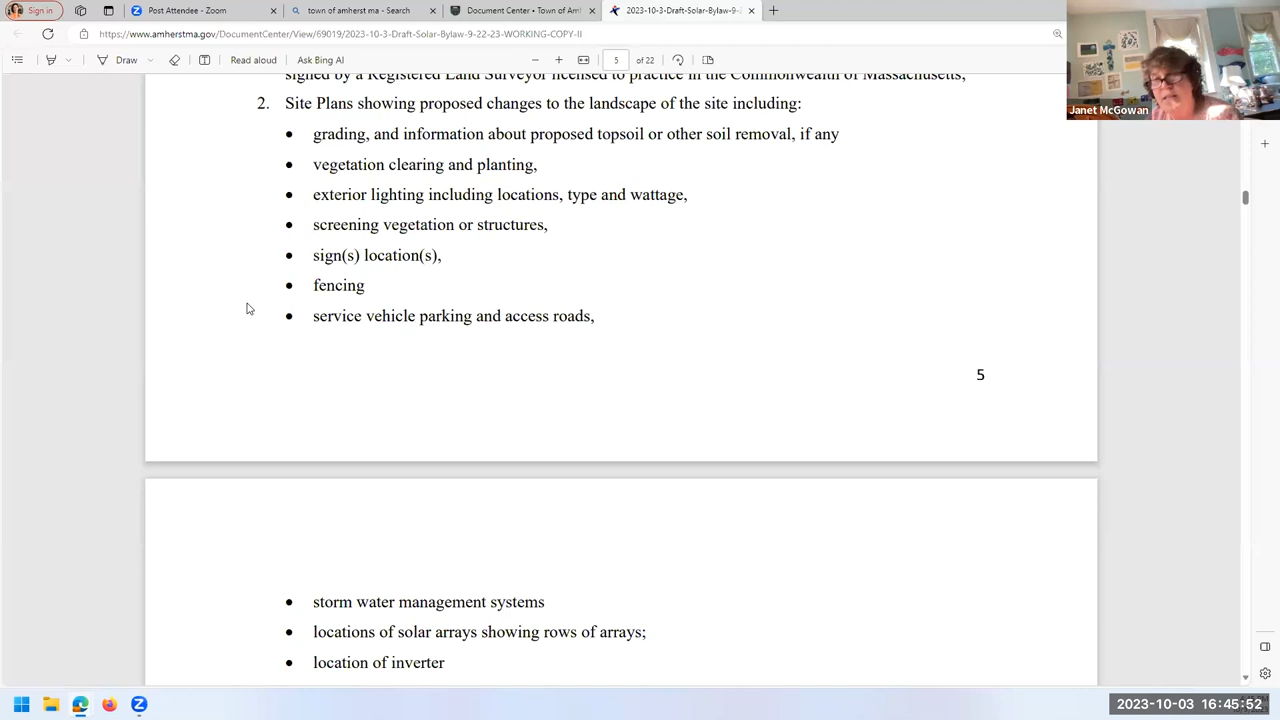 Sign in
Post Attendee - Zoom
town of amherst ma - Search
Document Center • Town of Am
2023-10-3-Draft-Solar-Bylaw-9-
https://www.amherstma.gov/DocumentCenter/View/69019/2023-10-3-Draft-Solar-Bylaw-9-22-23-WORKING-COPY-II
Draw
Read aloud
Ask Bing AI
5 of 22
Janet McGowan
signed by a Registered Land Surveyor licensed to practice in the Commonwealth of Massachusetts,
2. Site Plans showing proposed changes to the landscape of the site including:
• grading, and information about proposed topsoil or other soil removal, if any
• vegetation clearing and planting,
• exterior lighting including locations, type and wattage,
• screening vegetation or structures,
• sign(s) location(s),
• fencing
• service vehicle parking and access roads,
5
• storm water management systems
• locations of solar arrays showing rows of arrays;
• location of inverter
2023-10-03 16:45:52